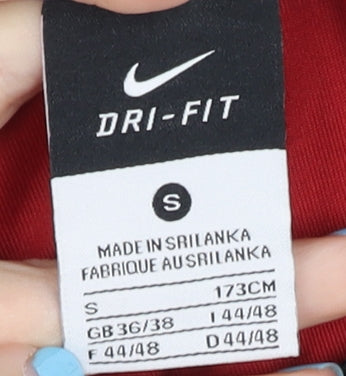 DRI-FIT
S
MADE IN SRILANKA
FABRIQUE AU SRILANKA
S 173CM
GB 36/38 I 44/48
F 44/48 D 44/48